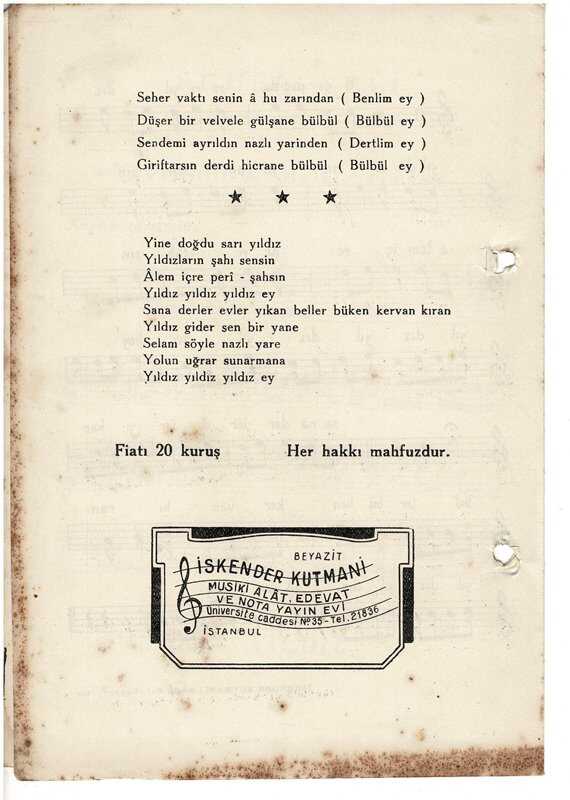 Seher vaktı senin â hu zarından ( Benlim ey )
Düşer bir velvele gülşane bülbül ( Bülbül ey )
Sendemi ayrıldın nazlı yarinden ( Dertlim ey )
Giriftarsın derdi hicrane bülbül ( Bülbül ey )
Yine doğdu sarı yıldız
Yıldızların şahı sensin
Âlem içre perî - şahsın
Yıldız yıldız yıldız ey
Sana derler evler yıkan beller büken kervan kıran
Yıldız gider sen bir yane
Selam söyle nazlı yare
Yolun uğrar sunarmana
Yıldız yıldız yıldız ey
Fiatı 20 kuruş Her hakkı mahfuzdur.
BEYAZİT
İSKENDER KUTMANİ
MUSİKİ ALÂT. EDEVAT
VE NOTA YAYIN EVİ
Üniversite caddesi Nº 35 - Tel. 21836
İSTANBUL